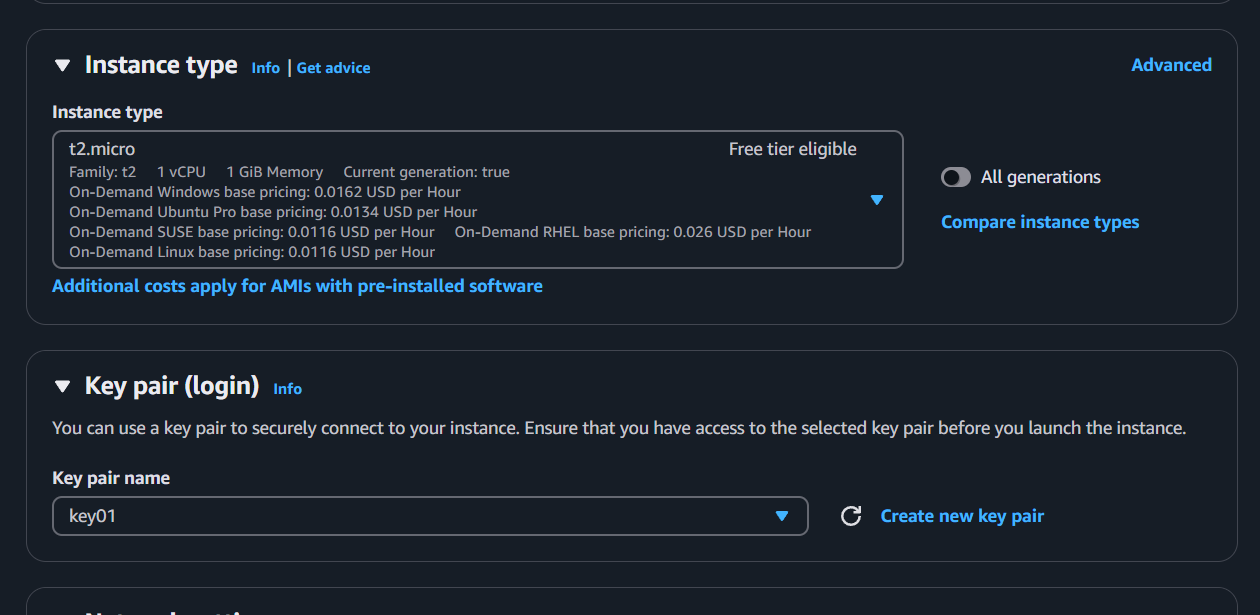 Instance type Info | Get advice Advanced
Instance type
t2.micro Free tier eligible
Family: t2 1 vCPU 1 GiB Memory Current generation: true
On-Demand Windows base pricing: 0.0162 USD per Hour
On-Demand Ubuntu Pro base pricing: 0.0134 USD per Hour
On-Demand SUSE base pricing: 0.0116 USD per Hour On-Demand RHEL base pricing: 0.026 USD per Hour
On-Demand Linux base pricing: 0.0116 USD per Hour
All generations
Compare instance types
Additional costs apply for AMIs with pre-installed software
Key pair (login) Info
You can use a key pair to securely connect to your instance. Ensure that you have access to the selected key pair before you launch the instance.
Key pair name
key01
Create new key pair